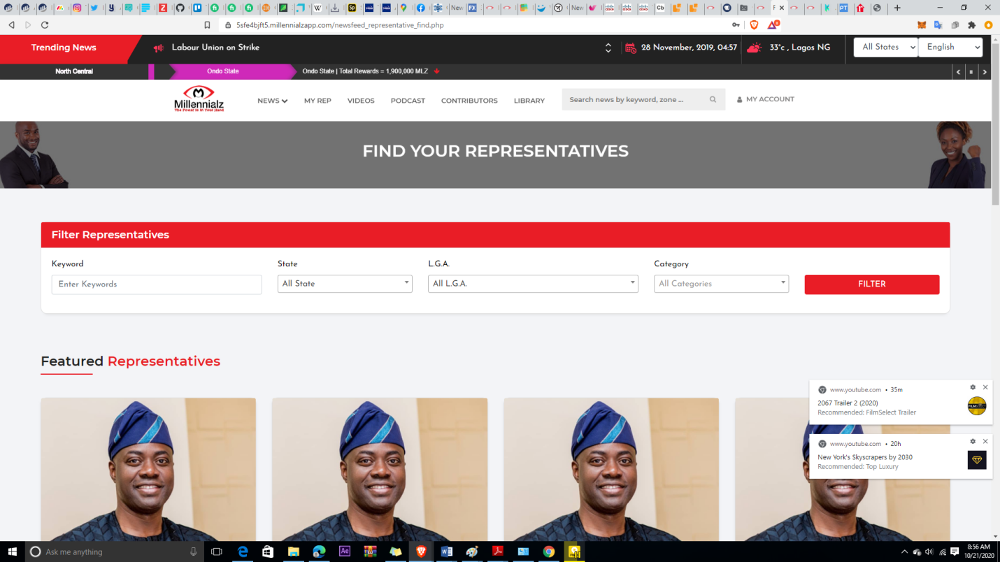 5sfe4bjft5.millennialzapp.com/newsfeed_representative_find.php
Trending News
Labour Union on Strike
28 November, 2019, 04:57
33°c , Lagos NG
All States
English
North Central
Ondo State
Ondo State | Total Rewards = 1,900,000 MLZ
Millennialz
The Power Is In Your Hand
NEWS
MY REP
VIDEOS
PODCAST
CONTRIBUTORS
LIBRARY
Search news by keyword, zone ...
MY ACCOUNT
FIND YOUR REPRESENTATIVES
Filter Representatives
Keyword
State
L.G.A.
Category
Enter Keywords
All State
All L.G.A.
All Categories
FILTER
Featured Representatives
www.youtube.com • 35m
2067 Trailer 2 (2020)
Recommended: FilmSelect Trailer
www.youtube.com • 20h
New York's Skyscrapers by 2030
Recommended: Top Luxury
Ask me anything
8:56 AM
10/21/2020